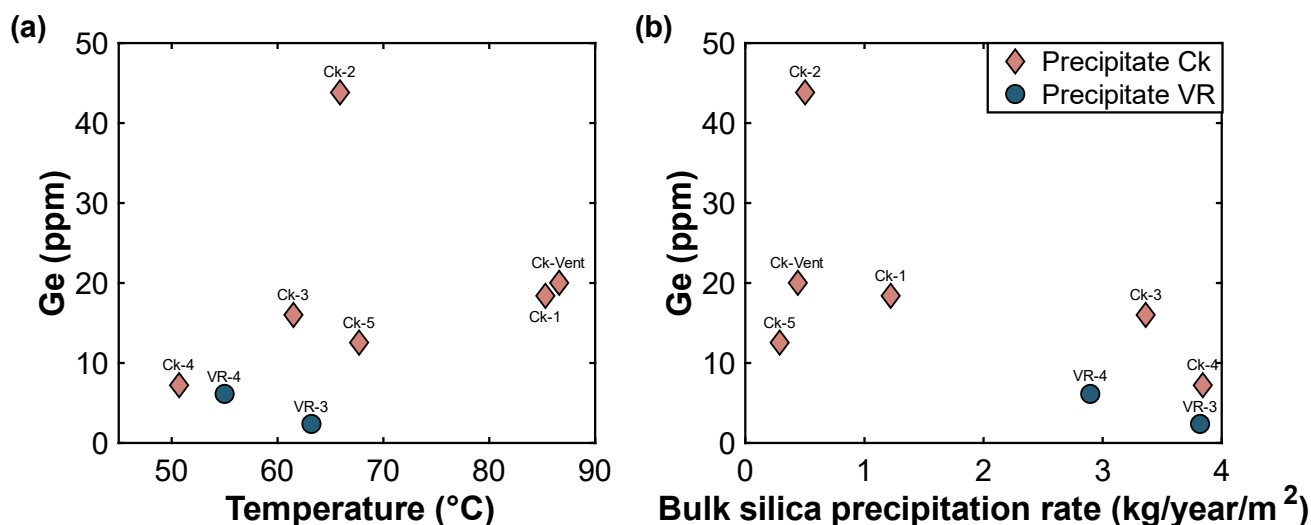 (a)
50
40
30
20
10
0
Ge (ppm)
Ck-2
Ck-Vent
Ck-1
Ck-3
Ck-5
Ck-4
VR-4
VR-3
50 60 70 80 90
Temperature (°C)
(b)
Precipitate Ck
Precipitate VR
50
40
30
20
10
0
Ge (ppm)
Ck-2
Ck-Vent
Ck-1
Ck-5
Ck-3
VR-4
Ck-4
VR-3
0 1 2 3 4
Bulk silica precipitation rate (kg/year/m²)